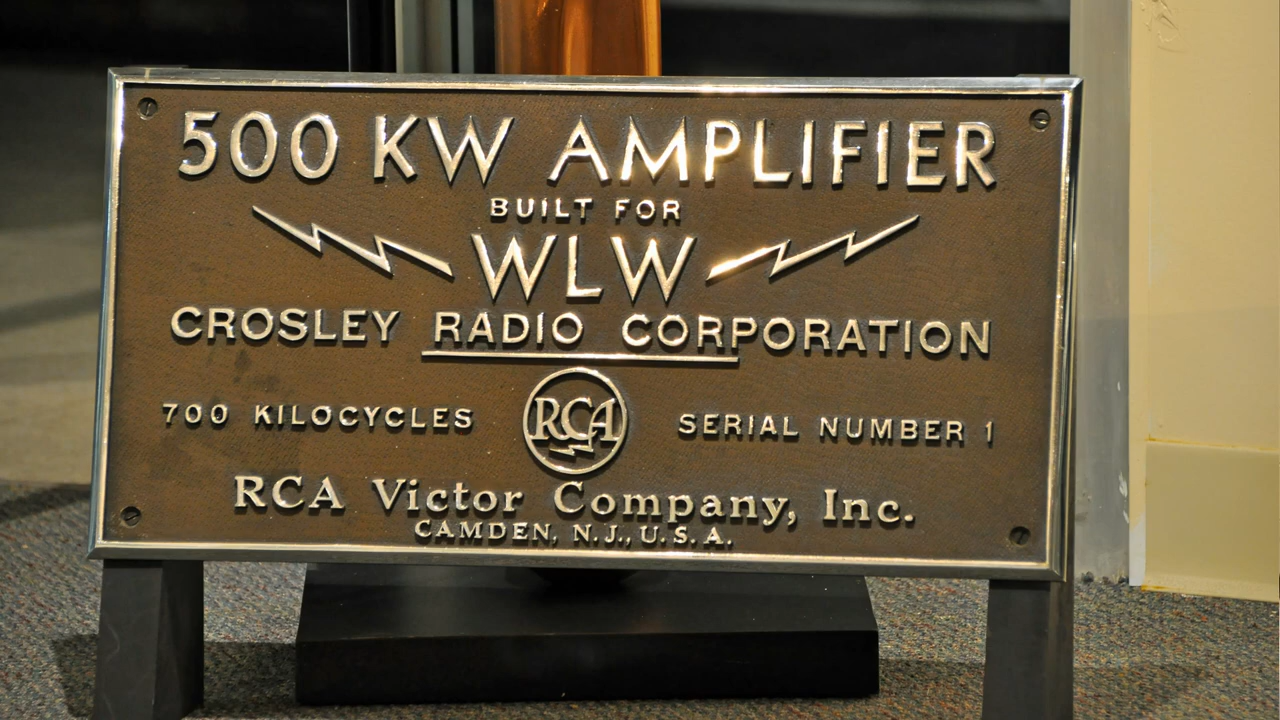 500 KW AMPLIFIER
BUILT FOR
WLW
CROSLEY RADIO CORPORATION
700 KILOCYCLES RCA SERIAL NUMBER 1
RCA Victor Company, Inc.
CAMDEN, N.J., U.S.A.